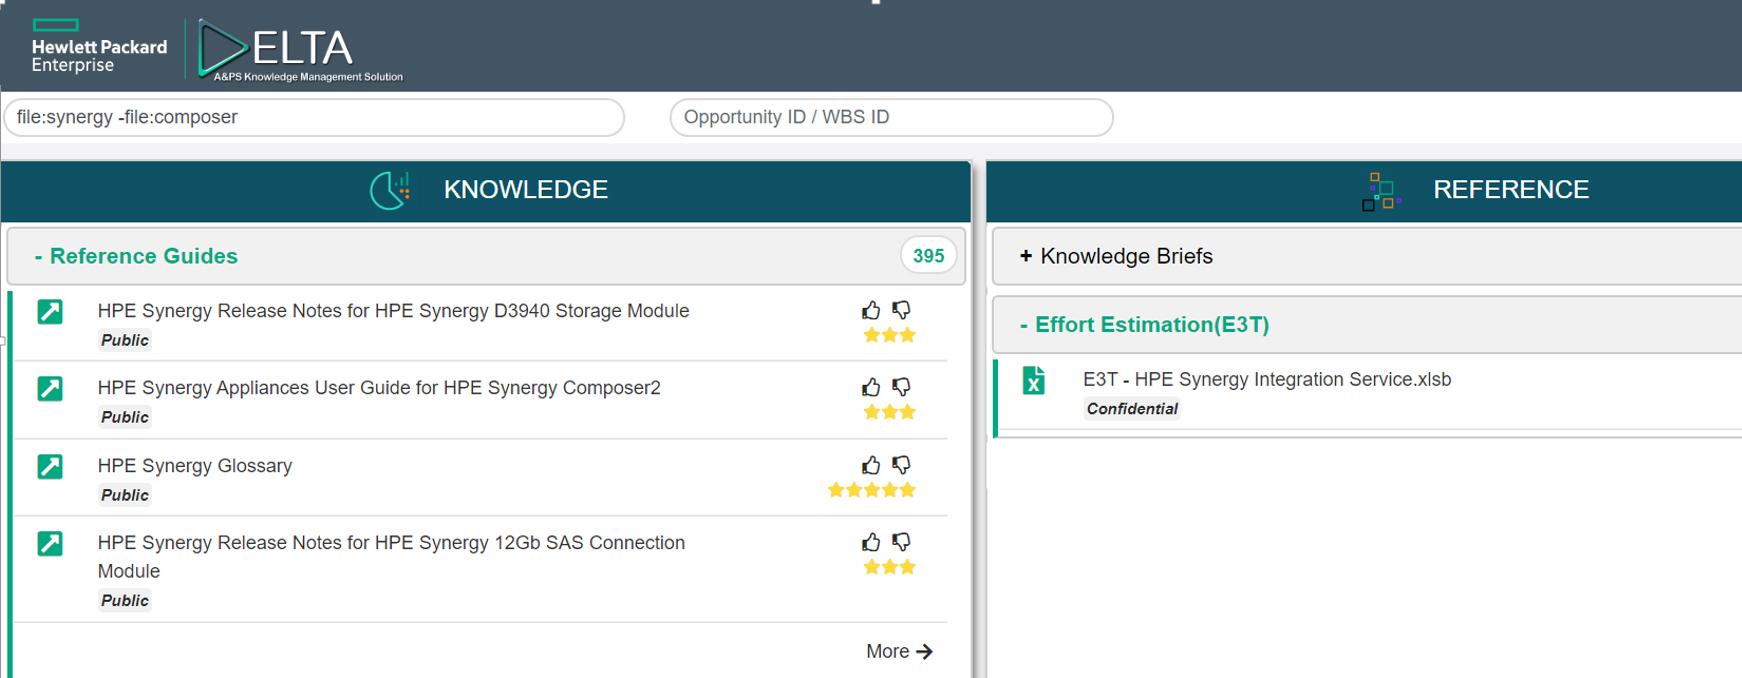 Hewlett Packard
Enterprise
ELTA
A&PS Knowledge Management Solution
file:synergy -file:composer
Opportunity ID / WBS ID
KNOWLEDGE
- Reference Guides
395
HPE Synergy Release Notes for HPE Synergy D3940 Storage Module
Public
HPE Synergy Appliances User Guide for HPE Synergy Composer2
Public
HPE Synergy Glossary
Public
HPE Synergy Release Notes for HPE Synergy 12Gb SAS Connection
Module
Public
More →
REFERENCE
+ Knowledge Briefs
- Effort Estimation(E3T)
E3T - HPE Synergy Integration Service.xlsb
Confidential